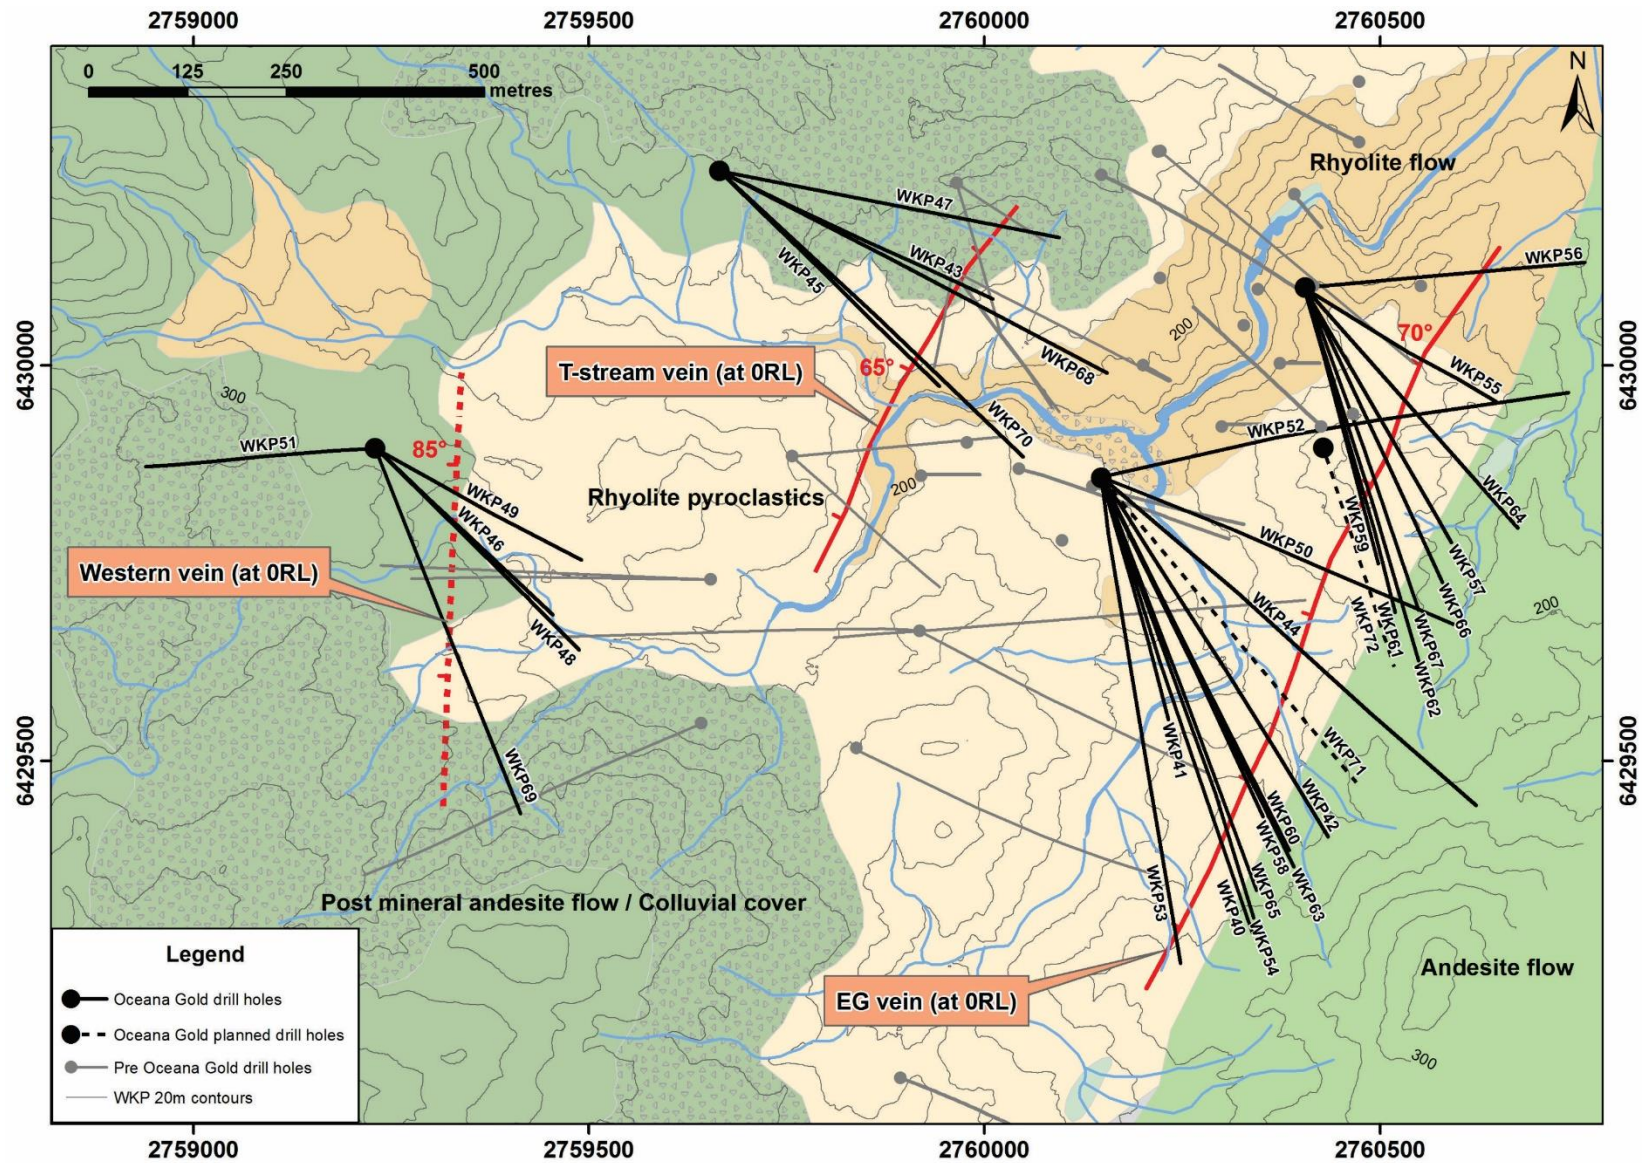 2759000
2759500
2760000
2760500
0
125
250
500
metres
N
Rhyolite flow
WKP47
WKP43
WKP45
WKP56
200
70°
6430000
6430000
T-stream vein (at 0RL)
65°
WKP68
WKP55
300
WKP70
WKP52
WKP51
85°
WKP49
Rhyolite pyroclastics
200
WKP64
WKP46
WKP59
WKP50
WKP57
Western vein (at 0RL)
WKP44
WKP66
200
WKP72
WKP61
WKP67
WKP48
WKP62
WKP41
WKP71
6429500
6429500
WKP69
WKP42
WKP60
WKP58
WKP53
WKP40
WKP65
WKP63
WKP54
Post mineral andesite flow / Colluvial cover
Andesite flow
EG vein (at 0RL)
300
Legend
Oceana Gold drill holes
Oceana Gold planned drill holes
Pre Oceana Gold drill holes
WKP 20m contours
2759000
2759500
2760000
2760500